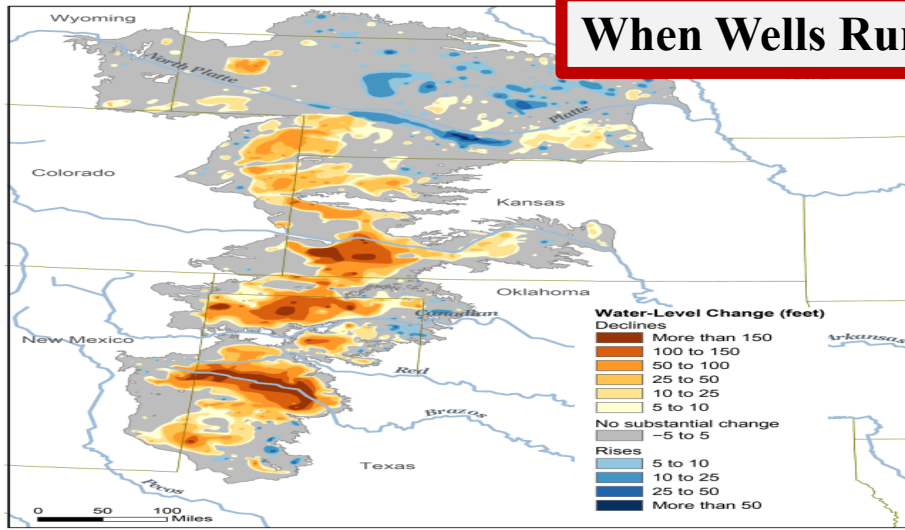 When Wells Run
Wyoming
North Platte
Platte
Colorado
Kansas
Oklahoma
Canadian
New Mexico
Red
Brazos
Texas
Pecos
Arkansas
Water-Level Change (feet)
Declines
More than 150
100 to 150
50 to 100
25 to 50
10 to 25
5 to 10
No substantial change
−5 to 5
Rises
5 to 10
10 to 25
25 to 50
More than 50
0 50 100
Miles